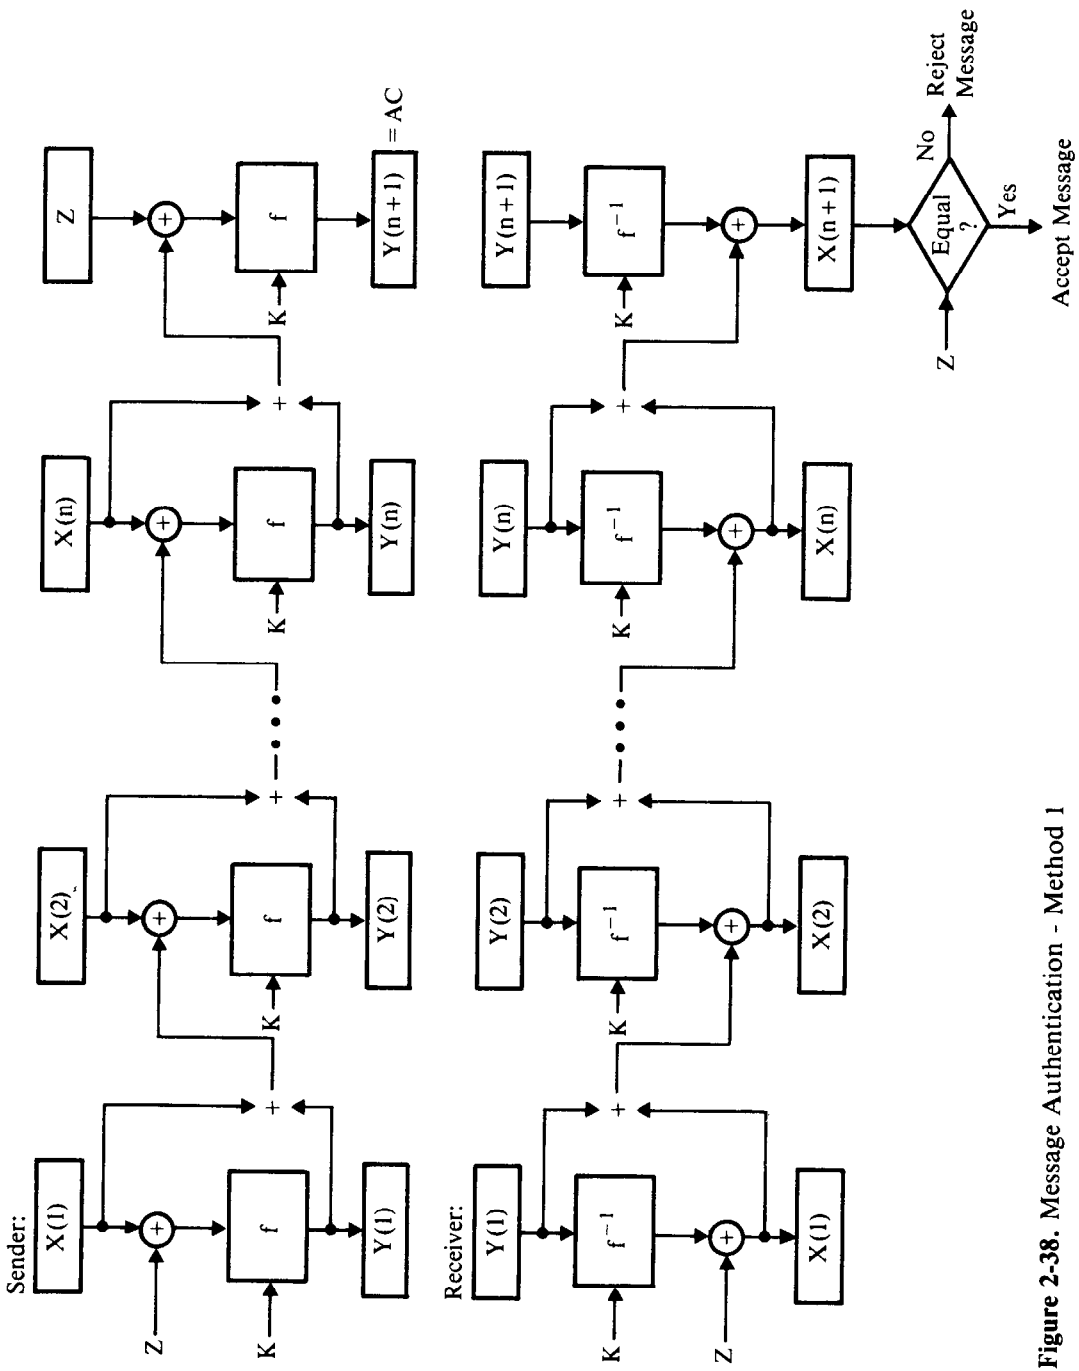 Sender:
X(1)
X(2)
X(n)
Z
Z
+
+
+
+
K
f
K
f
K
f
K
f
+
+
+
Y(1)
Y(2)
Y(n)
Y(n + 1)
= AC
Receiver:
Y(1)
Y(2)
Y(n)
Y(n + 1)
K
f⁻¹
K
f⁻¹
K
f⁻¹
K
f⁻¹
+
+
+
Z
+
+
+
+
X(1)
X(2)
X(n)
X(n + 1)
Z
Equal
?
No
Reject
Message
Yes
Accept Message
Figure 2-38. Message Authentication - Method 1